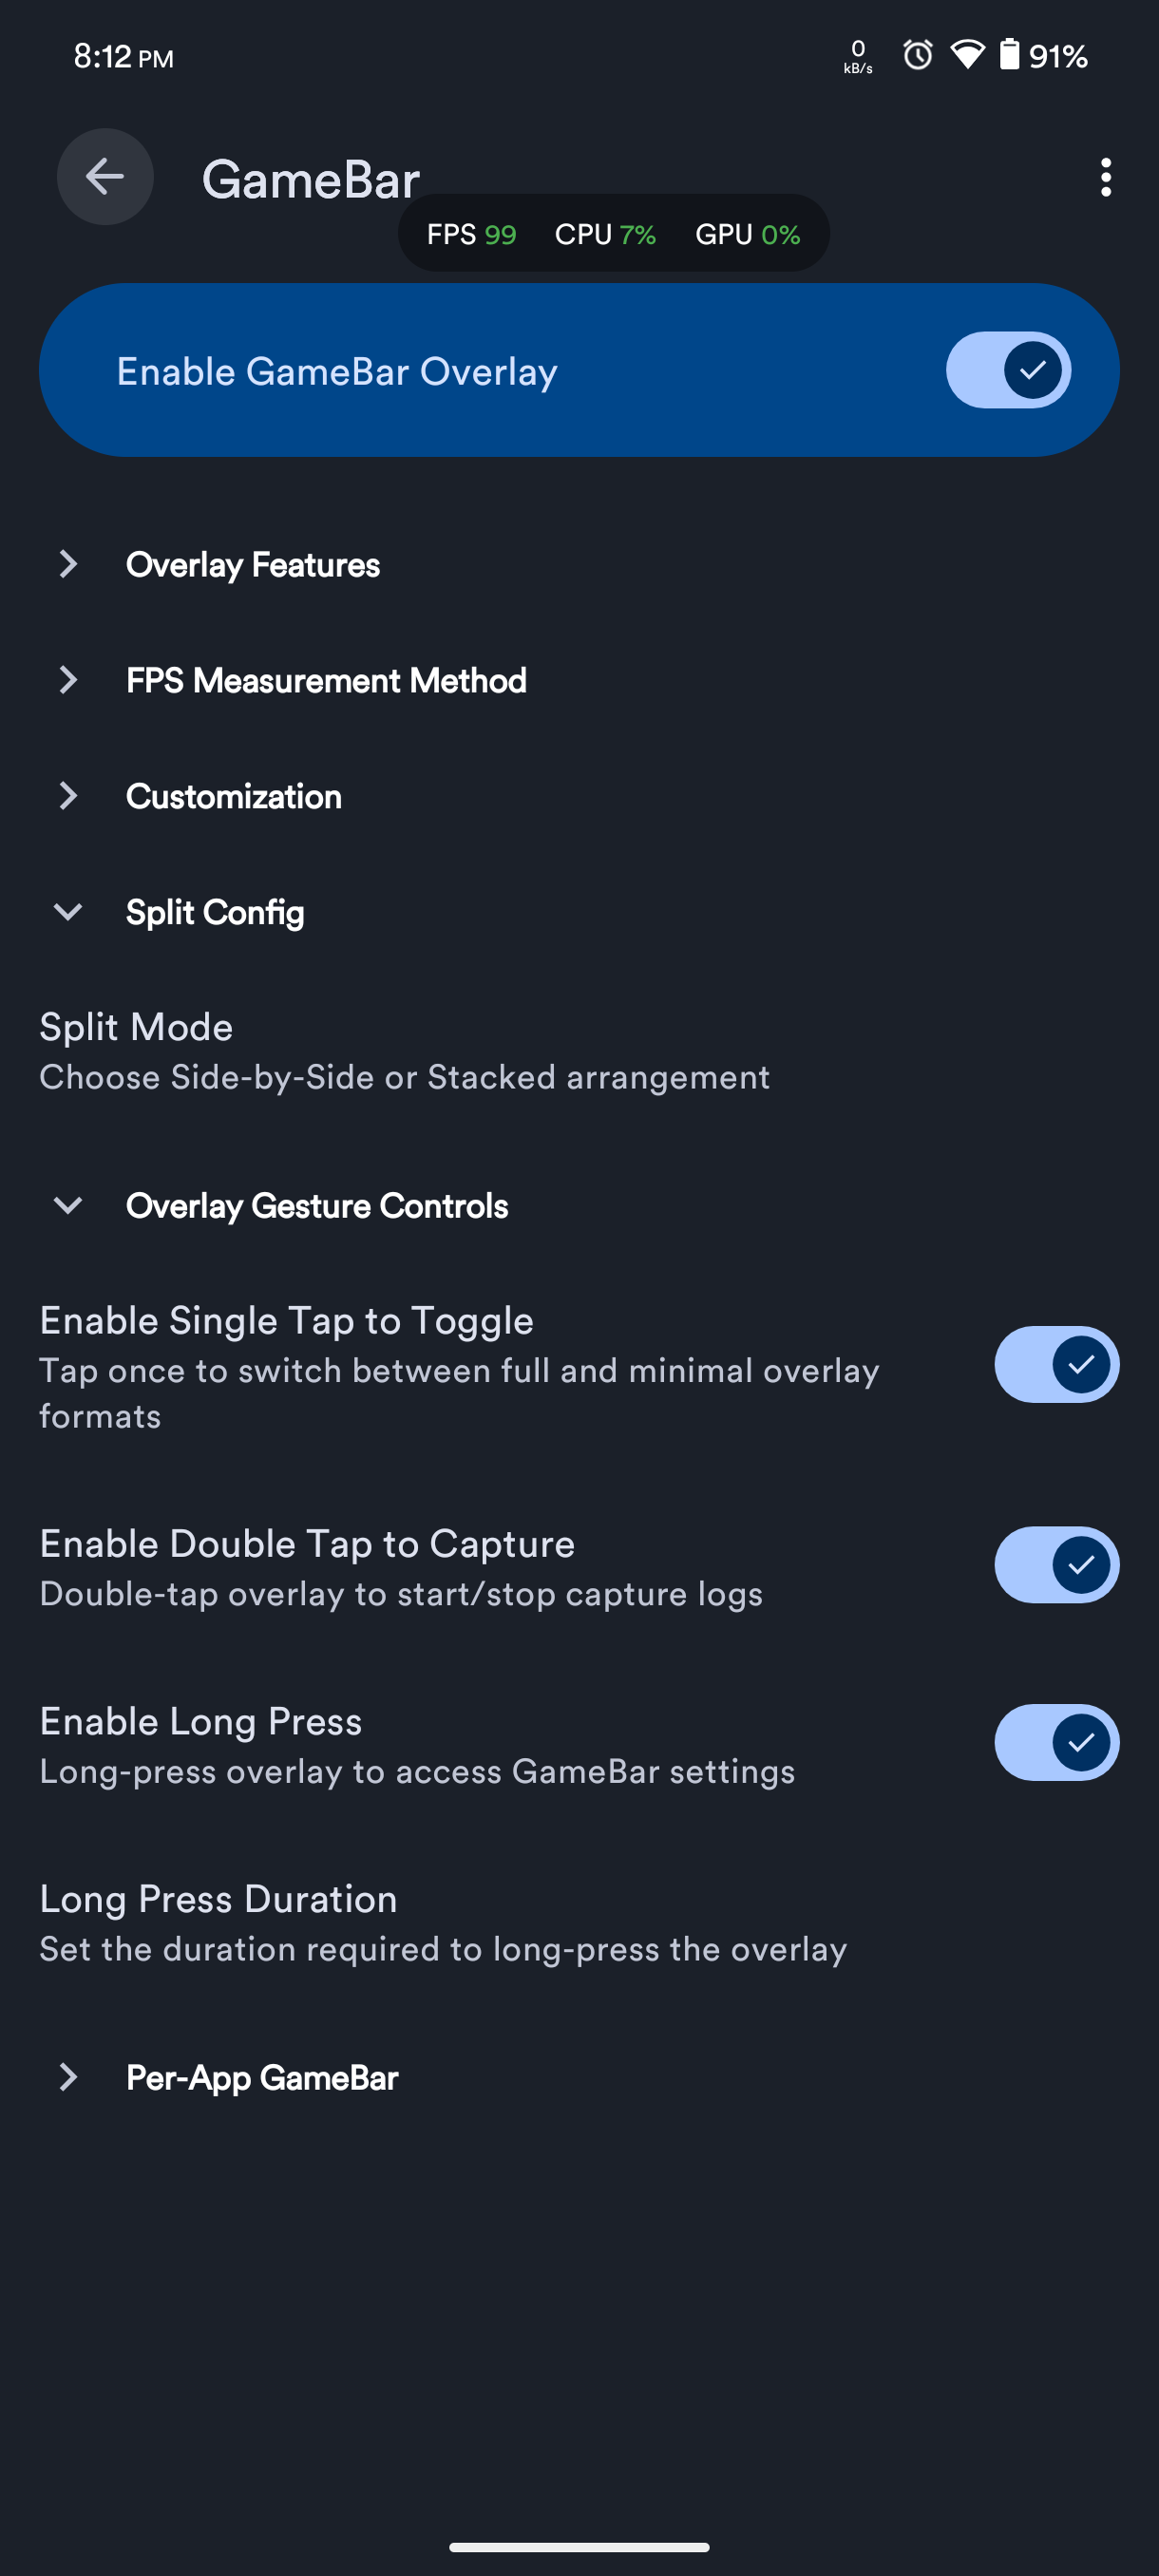 8:12 PM
0
kB/s
91%
GameBar
FPS 99 CPU 7% GPU 0%
Enable GameBar Overlay
Overlay Features
FPS Measurement Method
Customization
Split Config
Split Mode
Choose Side-by-Side or Stacked arrangement
Overlay Gesture Controls
Enable Single Tap to Toggle
Tap once to switch between full and minimal overlay
formats
Enable Double Tap to Capture
Double-tap overlay to start/stop capture logs
Enable Long Press
Long-press overlay to access GameBar settings
Long Press Duration
Set the duration required to long-press the overlay
Per-App GameBar